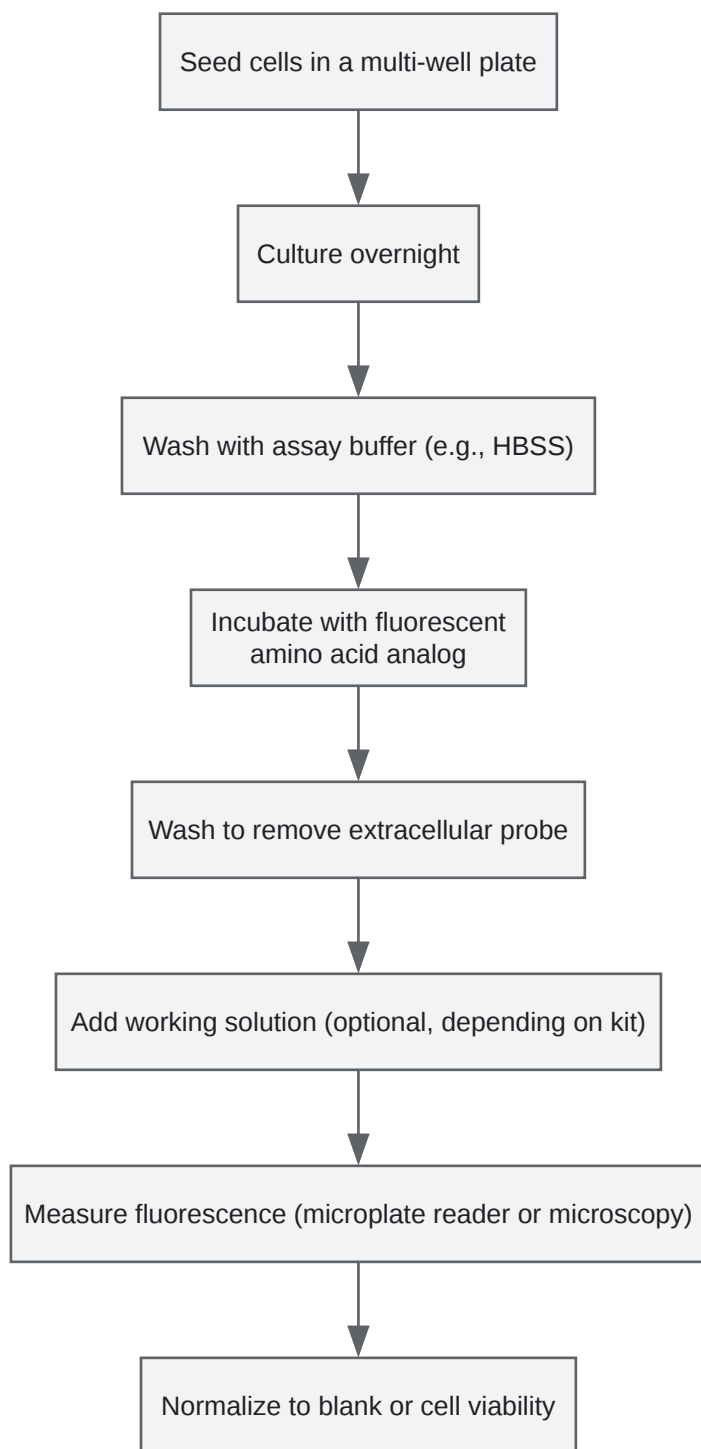 Seed cells in a multi-well plate
Culture overnight
Wash with assay buffer (e.g., HBSS)
Incubate with fluorescent
amino acid analog
Wash to remove extracellular probe
Add working solution (optional, depending on kit)
Measure fluorescence (microplate reader or microscopy)
Normalize to blank or cell viability